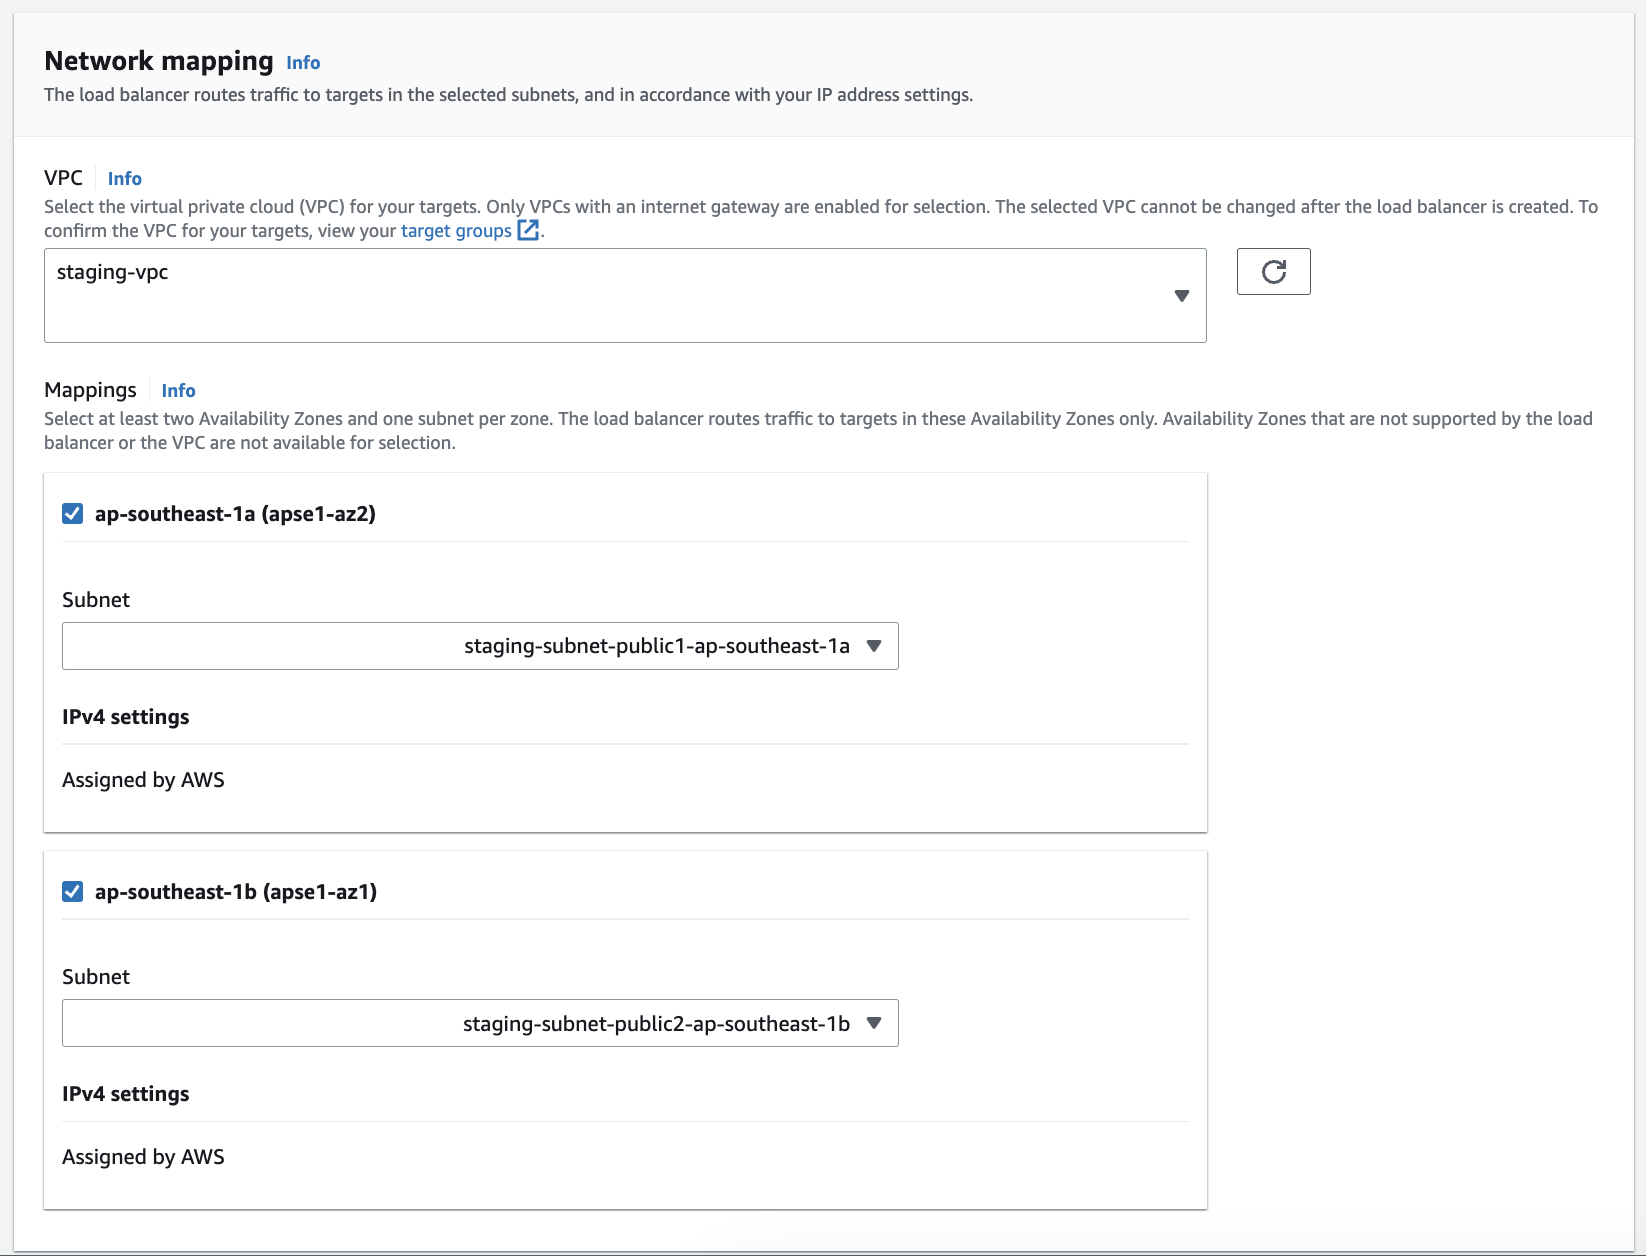 Network mapping Info
The load balancer routes traffic to targets in the selected subnets, and in accordance with your IP address settings.
VPC Info
Select the virtual private cloud (VPC) for your targets. Only VPCs with an internet gateway are enabled for selection. The selected VPC cannot be changed after the load balancer is created. To
confirm the VPC for your targets, view your target groups.
staging-vpc
Mappings Info
Select at least two Availability Zones and one subnet per zone. The load balancer routes traffic to targets in these Availability Zones only. Availability Zones that are not supported by the load
balancer or the VPC are not available for selection.
ap-southeast-1a (apse1-az2)
Subnet
staging-subnet-public1-ap-southeast-1a
IPv4 settings
Assigned by AWS
ap-southeast-1b (apse1-az1)
Subnet
staging-subnet-public2-ap-southeast-1b
IPv4 settings
Assigned by AWS